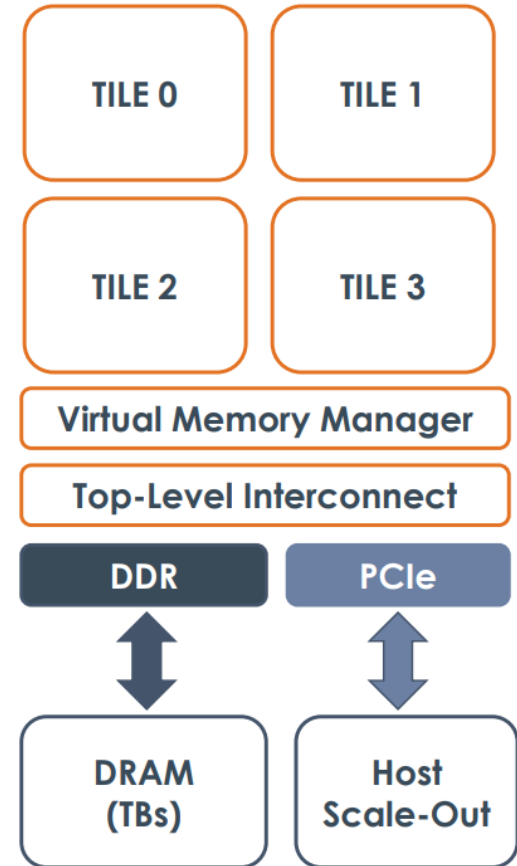 TILE 0
TILE 1
TILE 2
TILE 3
Virtual Memory Manager
Top-Level Interconnect
DDR
PCIe
DRAM
(TBs)
Host
Scale-Out